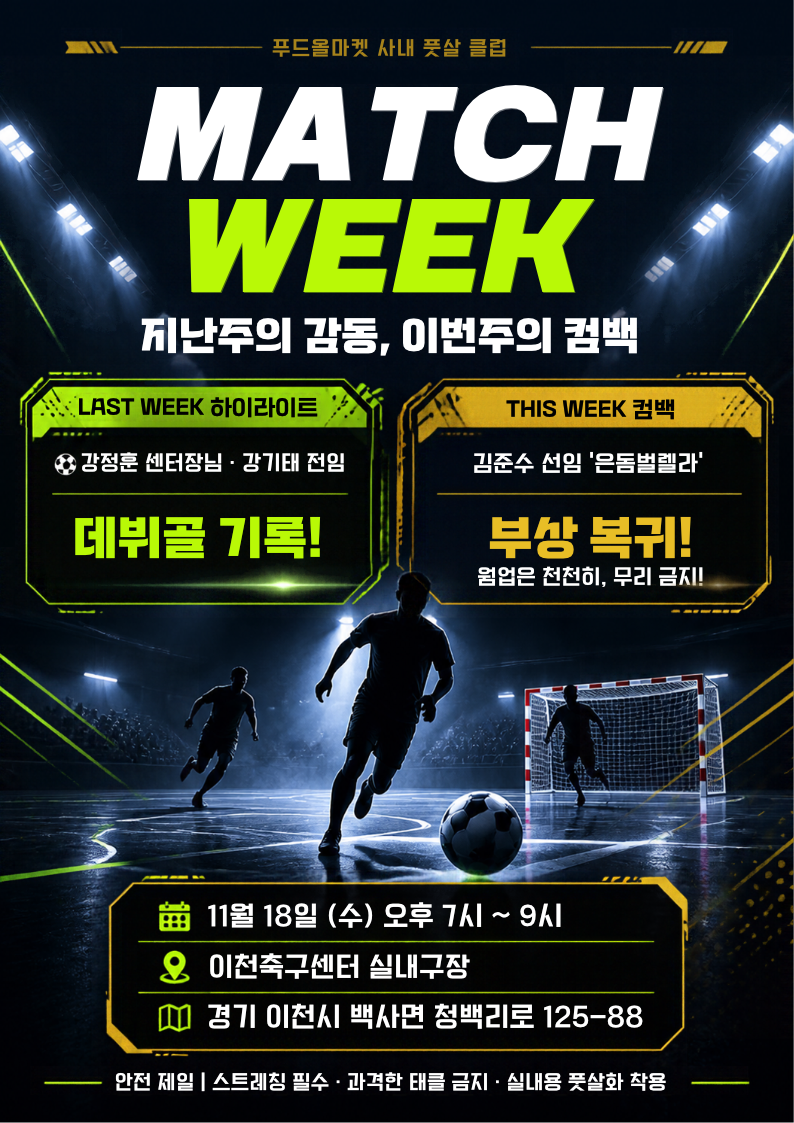 푸드올마켓 사내 풋살 클럽
MATCH
WEEK
지난주의 감동, 이번주의 컴백
LAST WEEK 하이라이트
강정훈 센터장님 · 강기태 전임
데뷔골 기록!
THIS WEEK 컴백
김준수 선임 '은돔벌렐라'
부상 복귀!
웜업은 천천히, 무리 금지!
11월 18일 (수) 오후 7시 ~ 9시
이천축구센터 실내구장
경기 이천시 백사면 청백리로 125-88
안전 제일 | 스트레칭 필수 · 과격한 태클 금지 · 실내용 풋살화 착용